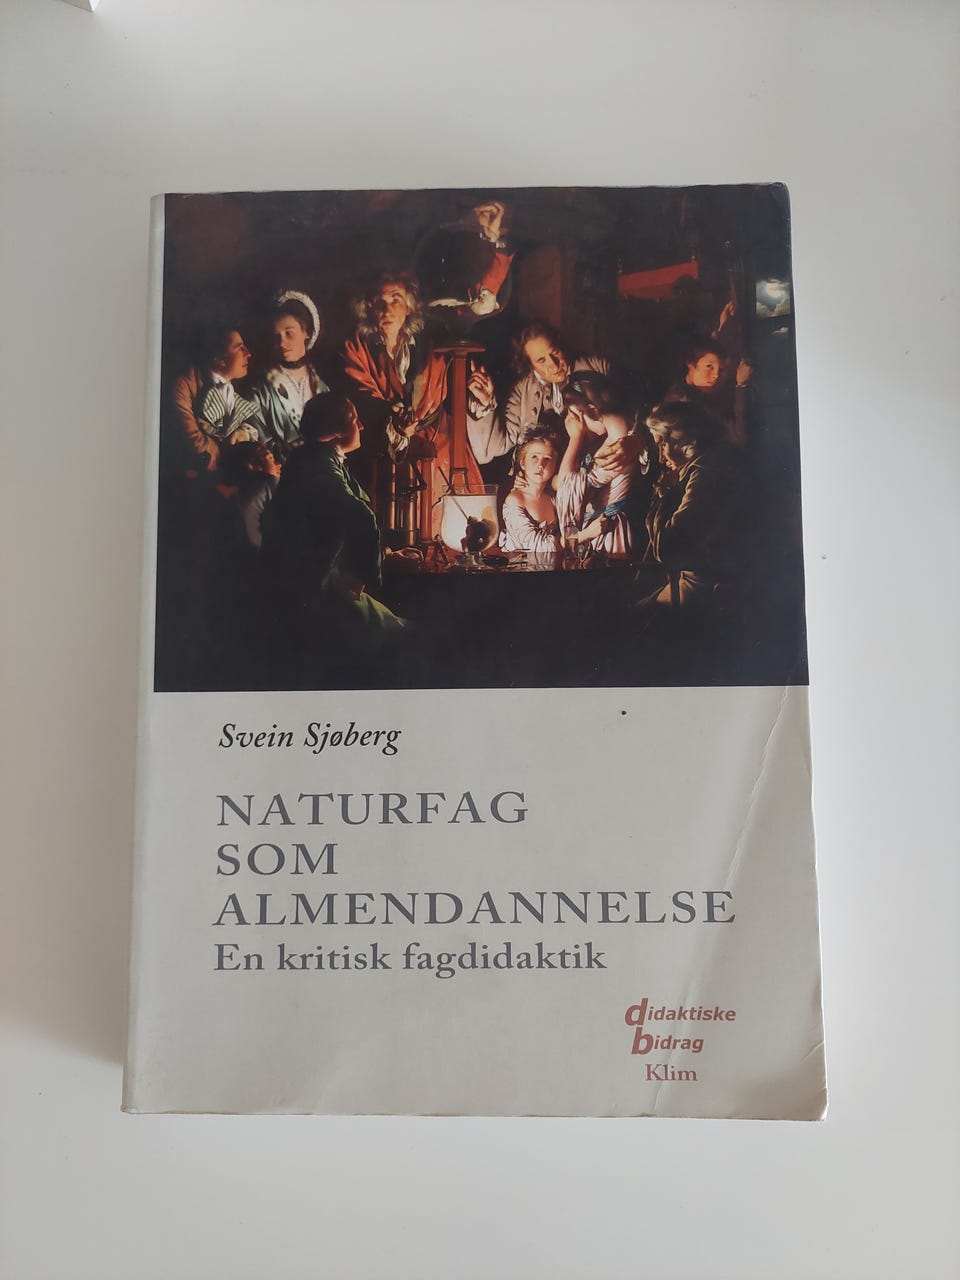 Svein Sjøberg
NATURFAG
SOM
ALMENDANNELSE
En kritisk fagdidaktik
didaktiske
bidrag
Klim